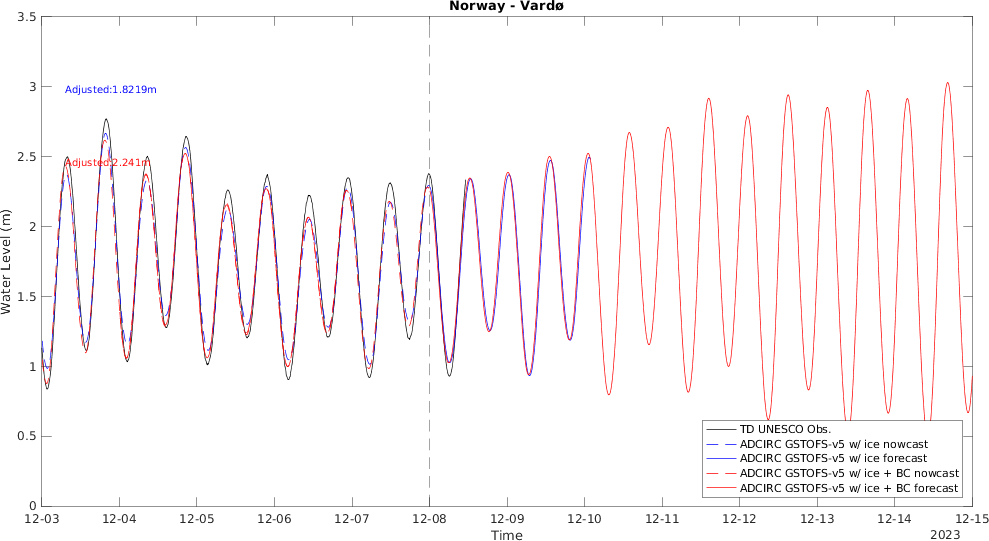 Norway - Vardø
3.5
3
2.5
2
1.5
1
0.5
0
Water Level (m)
Adjusted:1.8219m
Adjusted:2.241m
TD UNESCO Obs.
ADCIRC GSTOFS-v5 w/ ice nowcast
ADCIRC GSTOFS-v5 w/ ice forecast
ADCIRC GSTOFS-v5 w/ ice + BC nowcast
ADCIRC GSTOFS-v5 w/ ice + BC forecast
12-03 12-04 12-05 12-06 12-07 12-08 12-09 12-10 12-11 12-12 12-13 12-14 12-15
Time
2023